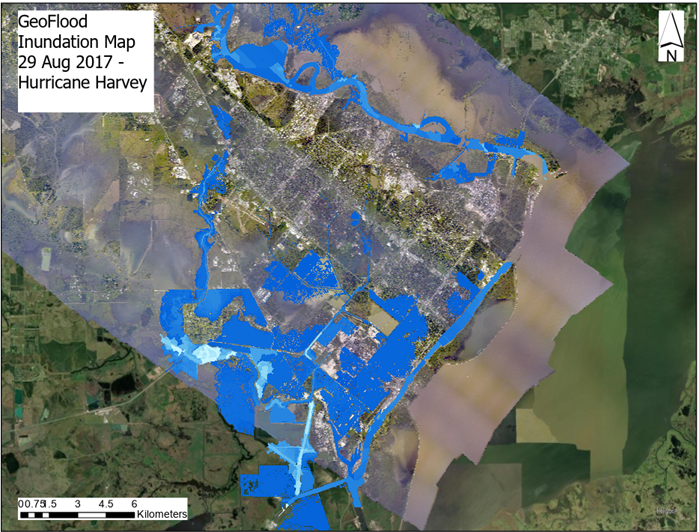 GeoFlood
Inundation Map
29 Aug 2017 -
Hurricane Harvey
N
00.751.5 3 4.5 6
Kilometers